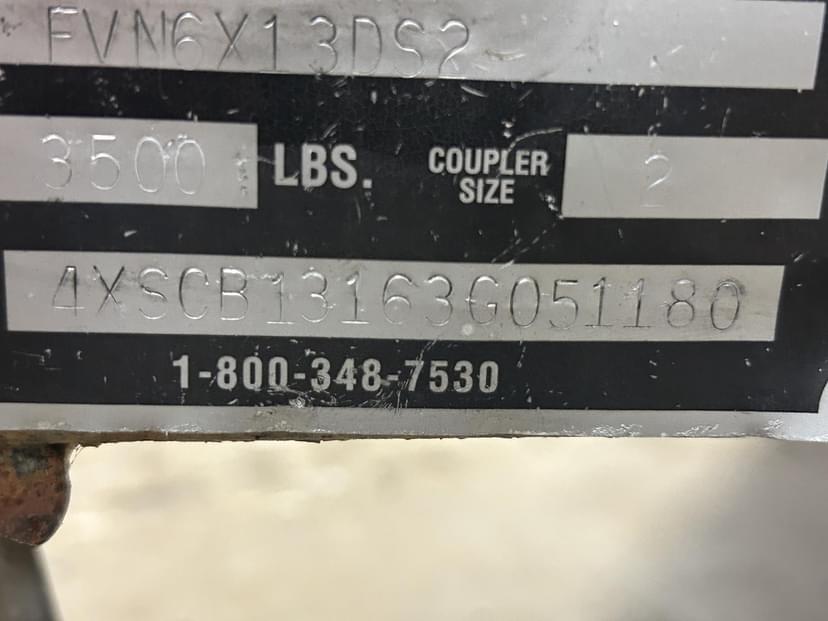 FVN6X13DS2
3500 LBS. COUPLER SIZE 2
4XSCB13163G051180
1-800-348-7530